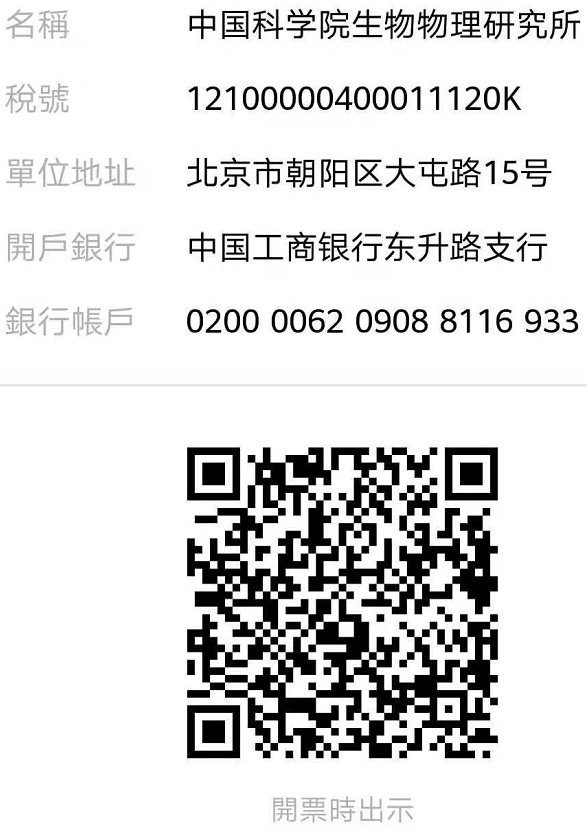 名稱 中国科学院生物物理研究所
稅號 12100000400011120K
單位地址 北京市朝阳区大屯路15号
開戶銀行 中国工商银行东升路支行
銀行帳戶 0200 0062 0908 8116 933
開票時出示